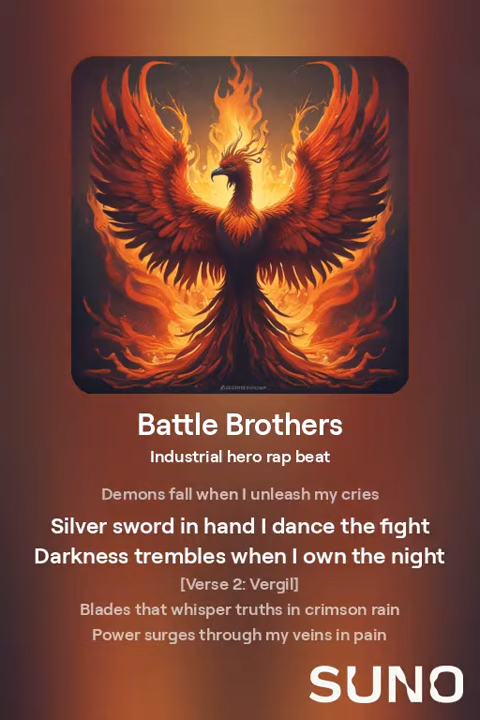 Battle Brothers
Industrial hero rap beat
Demons fall when I unleash my cries
Silver sword in hand I dance the fight
Darkness trembles when I own the night
[Verse 2: Vergil]
Blades that whisper truths in crimson rain
Power surges through my veins in pain
SUNO